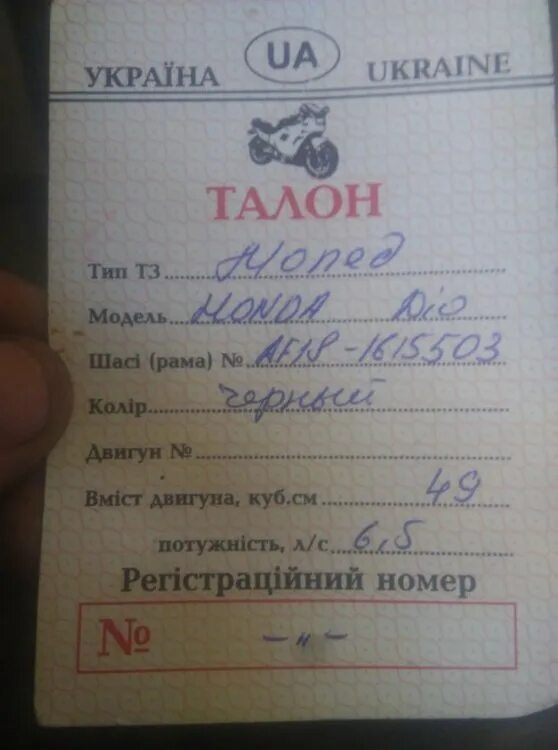 UA
УКРАЇНА UKRAINE
ТАЛОН
Тип ТЗ Мопед
Модель HONDA Dio
Шасі (рама) № AF18-1615503
Колір черный
Двигун №
Вміст двигуна, куб.см 49
потужність, л/с 6,5
Регістраційний номер
№ -"-